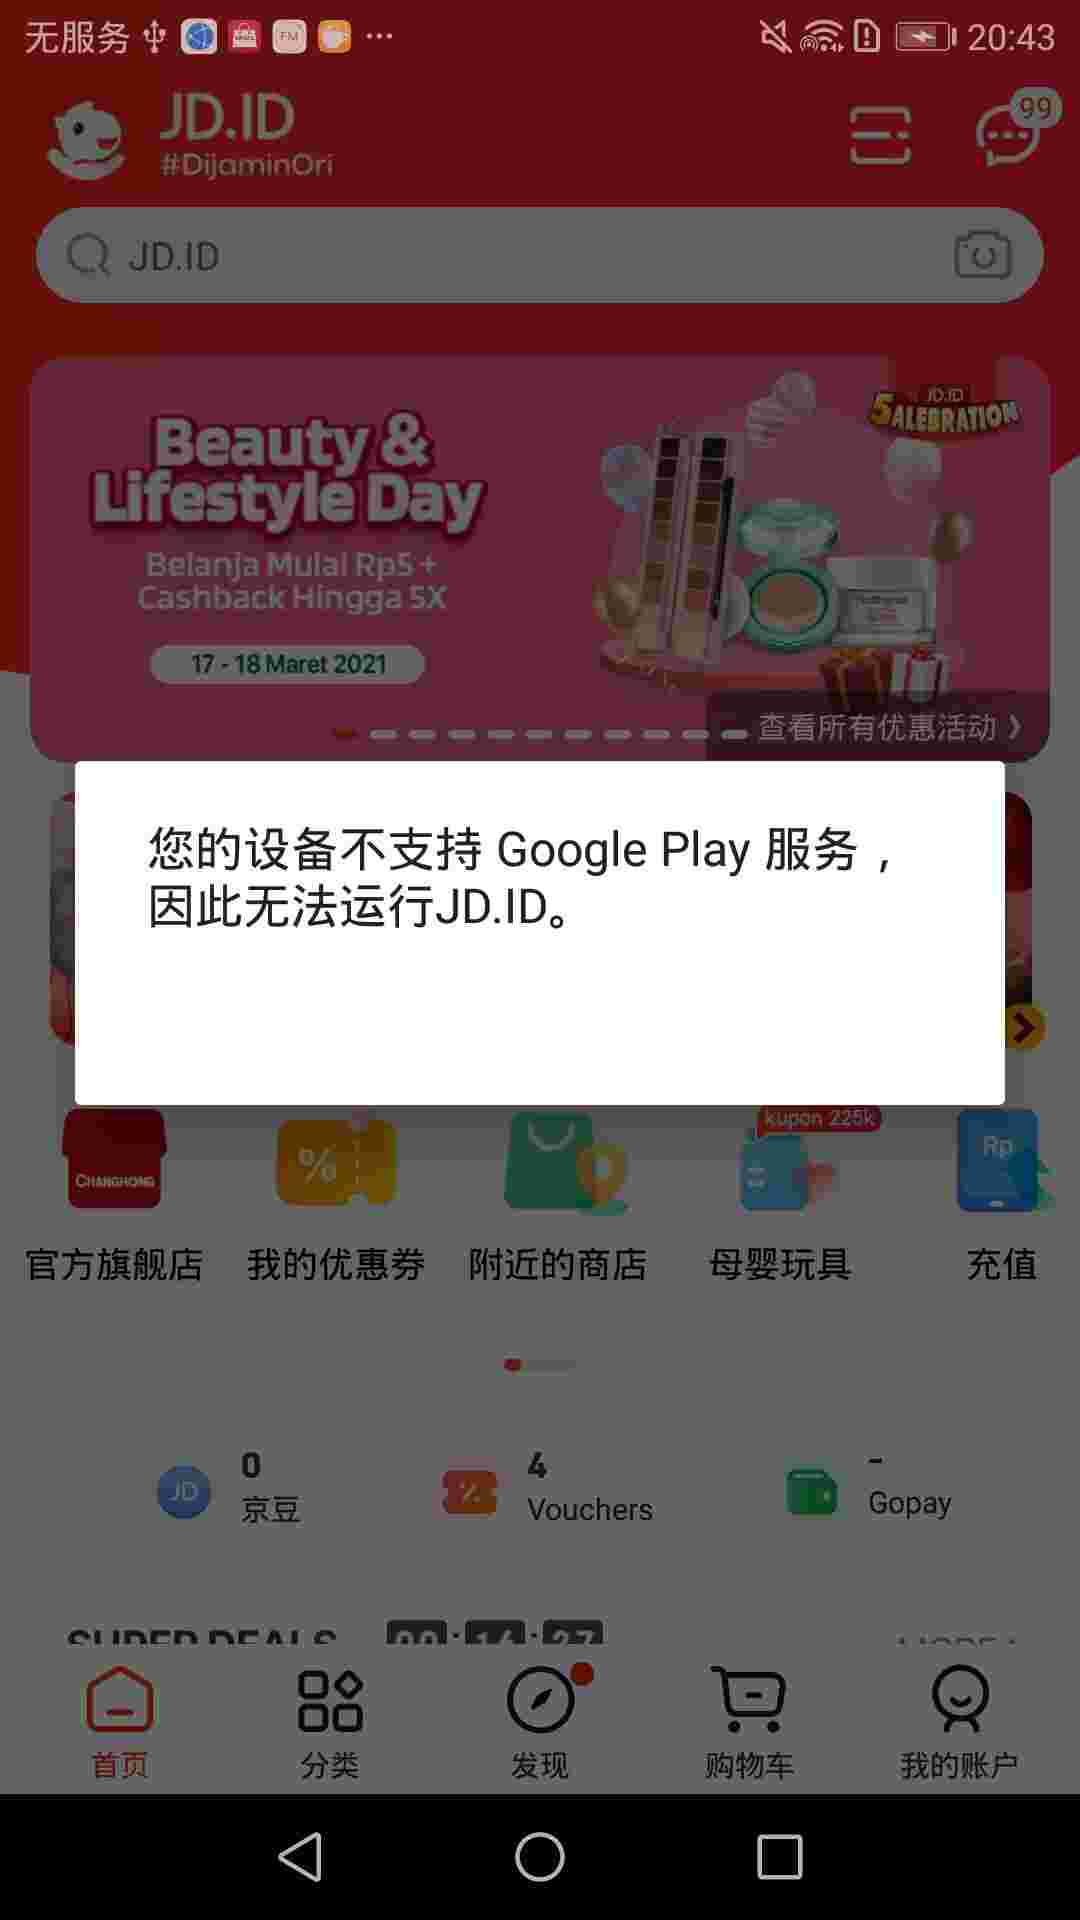 无服务
FM
20:43
JD.ID
#DijaminOri
99
JD.ID
JD.ID
5ALEBRATION
Beauty &
Lifestyle Day
Belanja Mulai Rp5 +
Cashback Hingga 5X
17 - 18 Maret 2021
查看所有优惠活动 》
您的设备不支持 Google Play 服务，
因此无法运行JD.ID。
kupon 225k
CHANGHONG
%
Rp
官方旗舰店
我的优惠券
附近的商店
母婴玩具
充值
0
4
-
JD
京豆
Vouchers
Gopay
SUPER DEALS
首页
分类
发现
购物车
我的账户